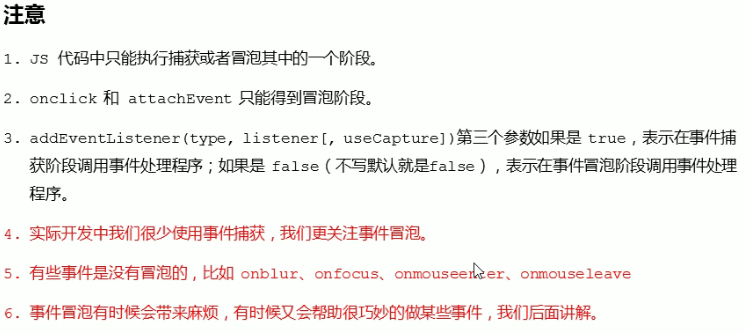 注意
1. JS 代码中只能执行捕获或者冒泡其中的一个阶段。
2. onclick 和 attachEvent 只能得到冒泡阶段。
3. addEventListener(type, listener[, useCapture])第三个参数如果是 true，表示在事件捕
获阶段调用事件处理程序；如果是 false（不写默认就是false），表示在事件冒泡阶段调用事件处理
程序。
4. 实际开发中我们很少使用事件捕获，我们更关注事件冒泡。
5. 有些事件是没有冒泡的，比如 onblur、onfocus、onmouseenter、onmouseleave
6. 事件冒泡有时候会带来麻烦，有时候又会帮助很巧妙的做某些事件，我们后面讲解。